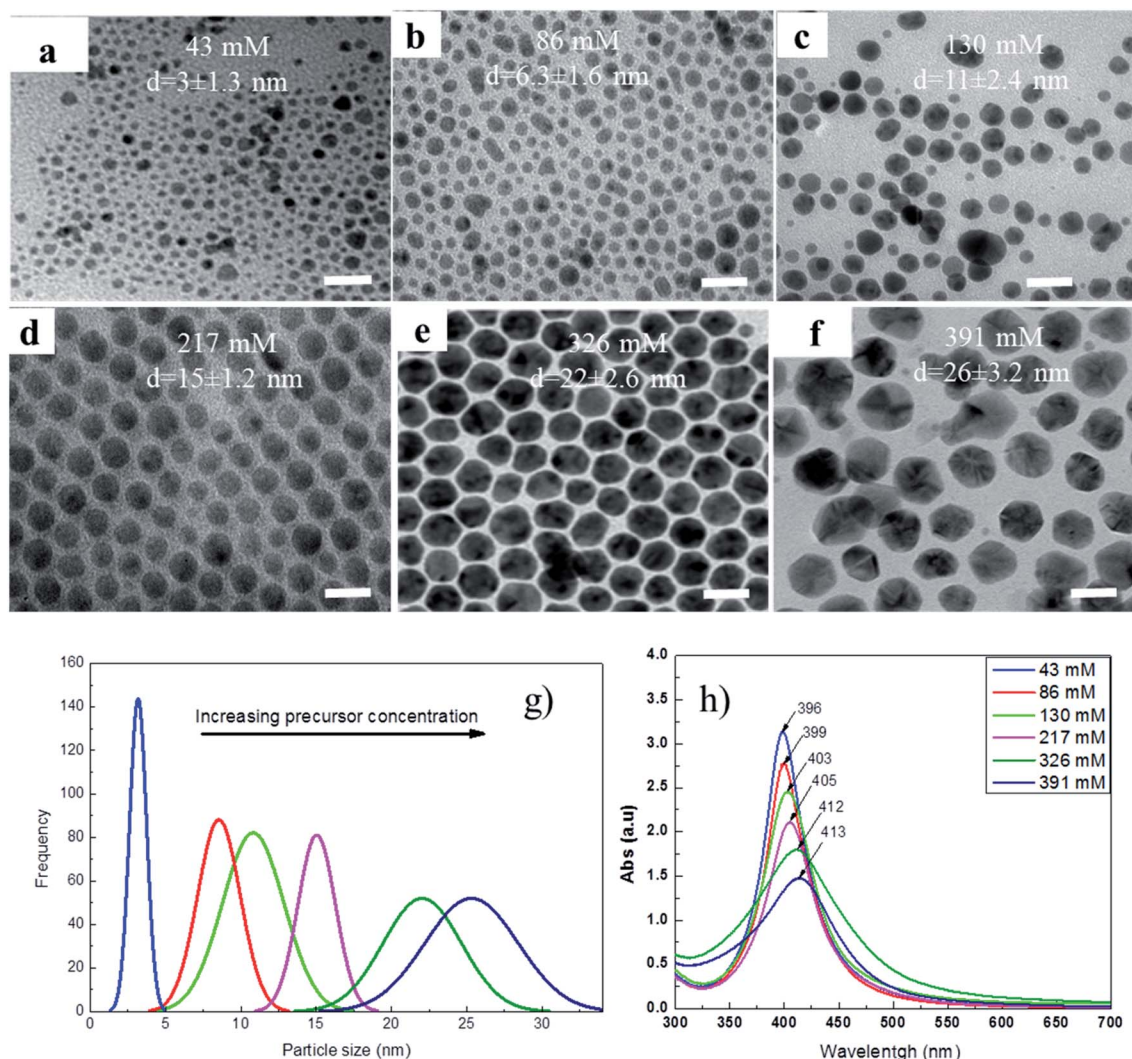 a
43 mM
d=3±1.3 nm
b
86 mM
d=6.3±1.6 nm
c
130 mM
d=11±2.4 nm
d
217 mM
d=15±1.2 nm
e
326 mM
d=22±2.6 nm
f
391 mM
d=26±3.2 nm
g)
Increasing precursor concentration
Frequency
160
140
120
100
80
60
40
20
0
0 5 10 15 20 25 30
Particle size (nm)
h)
43 mM
86 mM
130 mM
217 mM
326 mM
391 mM
396
399
403
405
412
413
Abs (a.u)
4.0
3.5
3.0
2.5
2.0
1.5
1.0
0.5
0.0
300 350 400 450 500 550 600 650 700
Wavelentgh (nm)